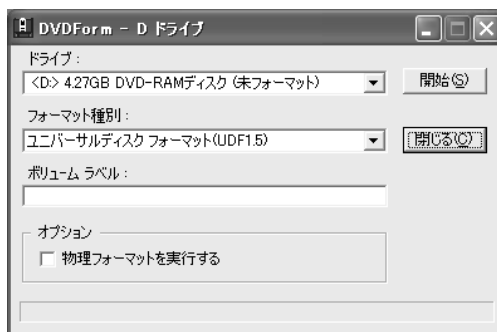 DVDForm - D ドライブ
ドライブ :
<D:> 4.27GB DVD-RAMディスク (未フォーマット)
開始(S)
フォーマット種別 :
ユニバーサルディスク フォーマット(UDF1.5)
閉じる(C)
ボリューム ラベル :
オプション
物理フォーマットを実行する